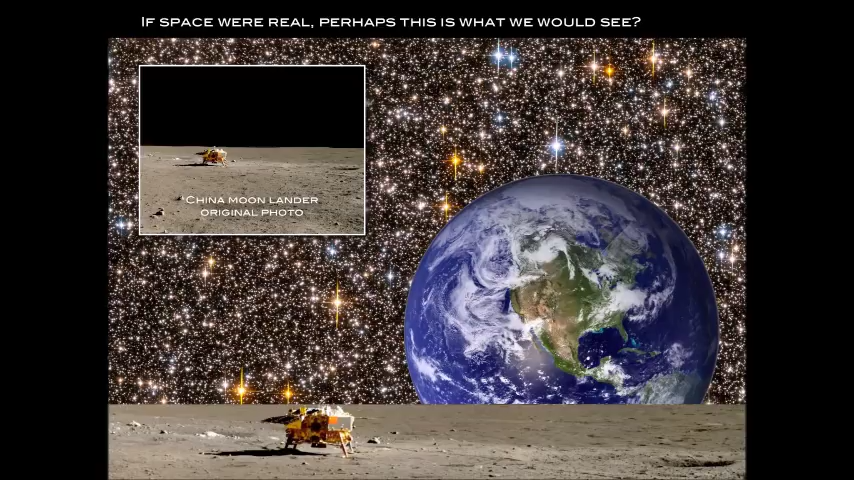 If space were real, perhaps this is what we would see?
*China moon lander
original photo